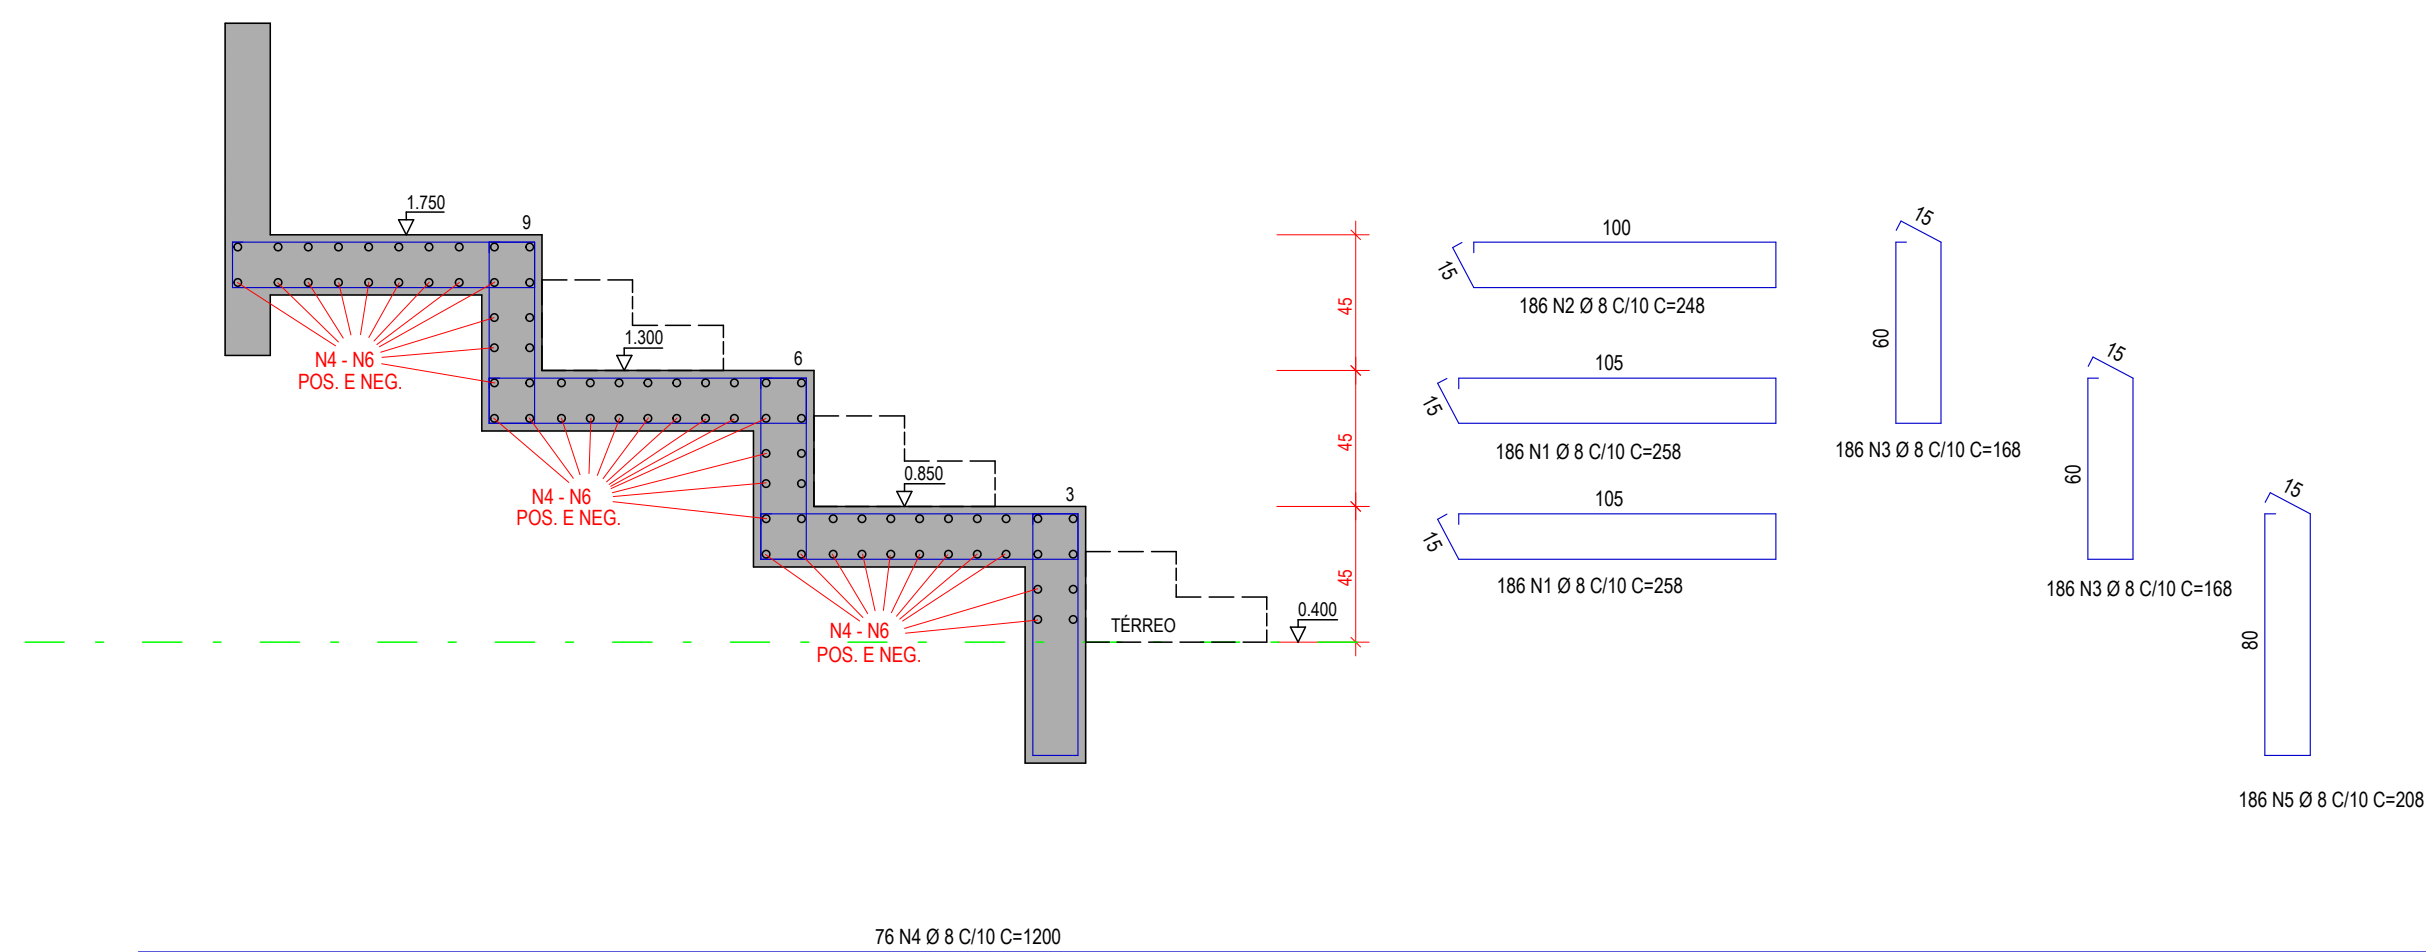 1.750
9
N4 - N6
POS. E NEG.
1.300
6
N4 - N6
POS. E NEG.
0.850
3
N4 - N6
POS. E NEG.
TÉRREO
0.400
45
45
45
100
15
186 N2 Ø 8 C/10 C=248
105
15
186 N1 Ø 8 C/10 C=258
105
15
186 N1 Ø 8 C/10 C=258
15
60
186 N3 Ø 8 C/10 C=168
15
60
186 N3 Ø 8 C/10 C=168
15
80
186 N5 Ø 8 C/10 C=208
76 N4 Ø 8 C/10 C=1200